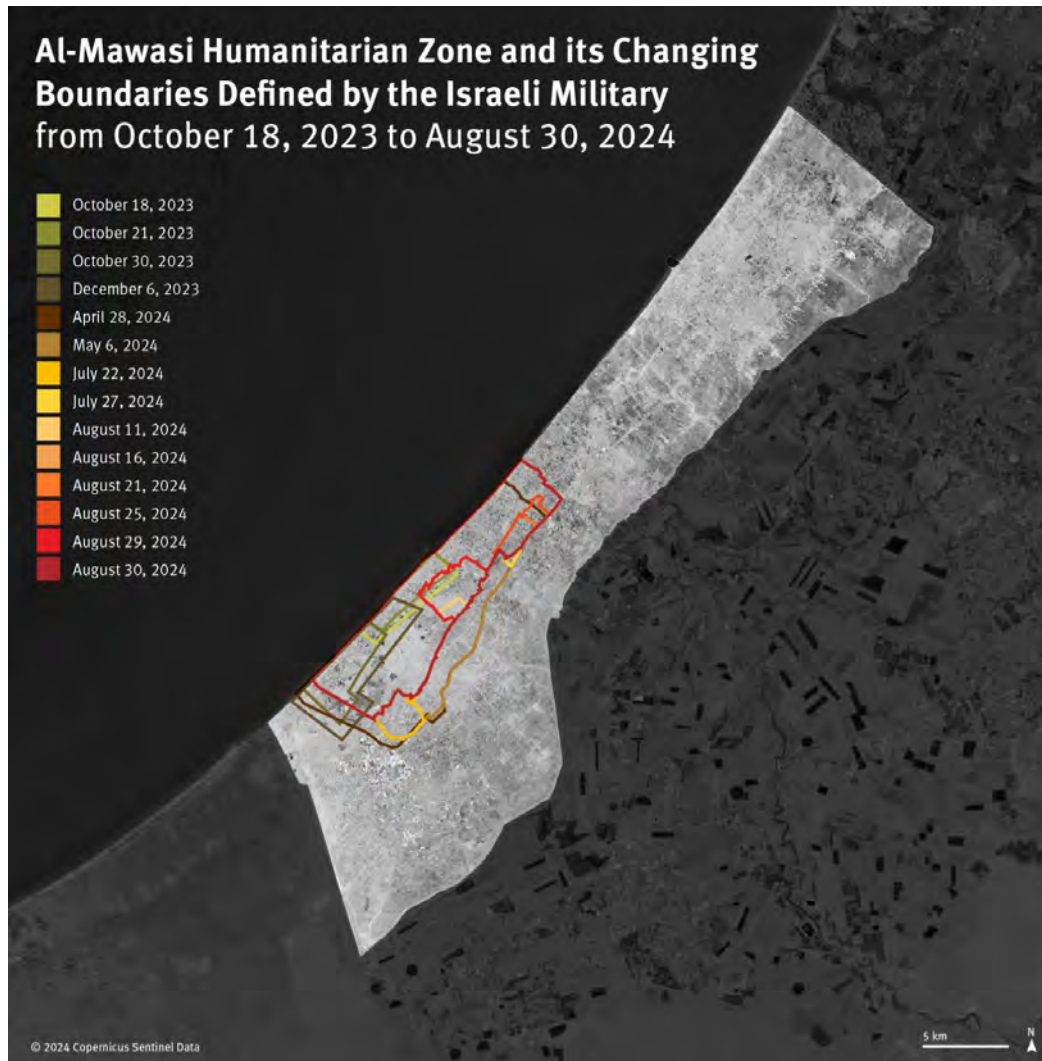 Al-Mawasi Humanitarian Zone and its Changing
Boundaries Defined by the Israeli Military
from October 18, 2023 to August 30, 2024
October 18, 2023
October 21, 2023
October 30, 2023
December 6, 2023
April 28, 2024
May 6, 2024
July 22, 2024
July 27, 2024
August 11, 2024
August 16, 2024
August 21, 2024
August 25, 2024
August 29, 2024
August 30, 2024
© 2024 Copernicus Sentinel Data
5 km
N